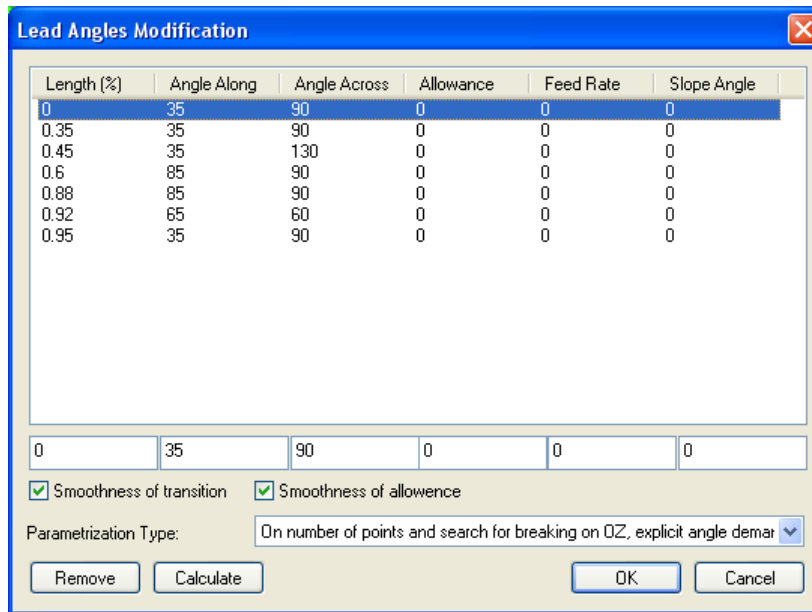 Lead Angles Modification
Length (%) Angle Along Angle Across Allowance Feed Rate Slope Angle
0 35 90 0 0 0
0.35 35 90 0 0 0
0.45 35 130 0 0 0
0.6 85 90 0 0 0
0.88 85 90 0 0 0
0.92 65 60 0 0 0
0.95 35 90 0 0 0
0 35 90 0 0 0
Smoothness of transition Smoothness of allowence
Parametrization Type: On number of points and search for breaking on OZ, explicit angle demar
Remove Calculate OK Cancel